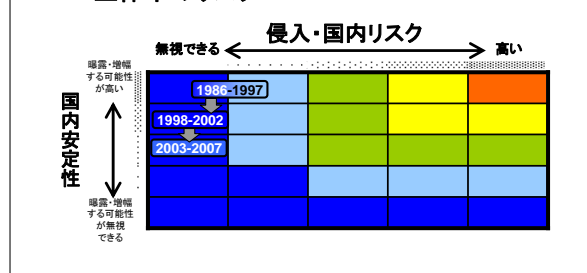 侵入・国内リスク
無視できる
高い
曝露・増幅
する可能性
が高い
国内安定性
1986-1997
1998-2002
2003-2007
曝露・増幅
する可能性
が無視
できる